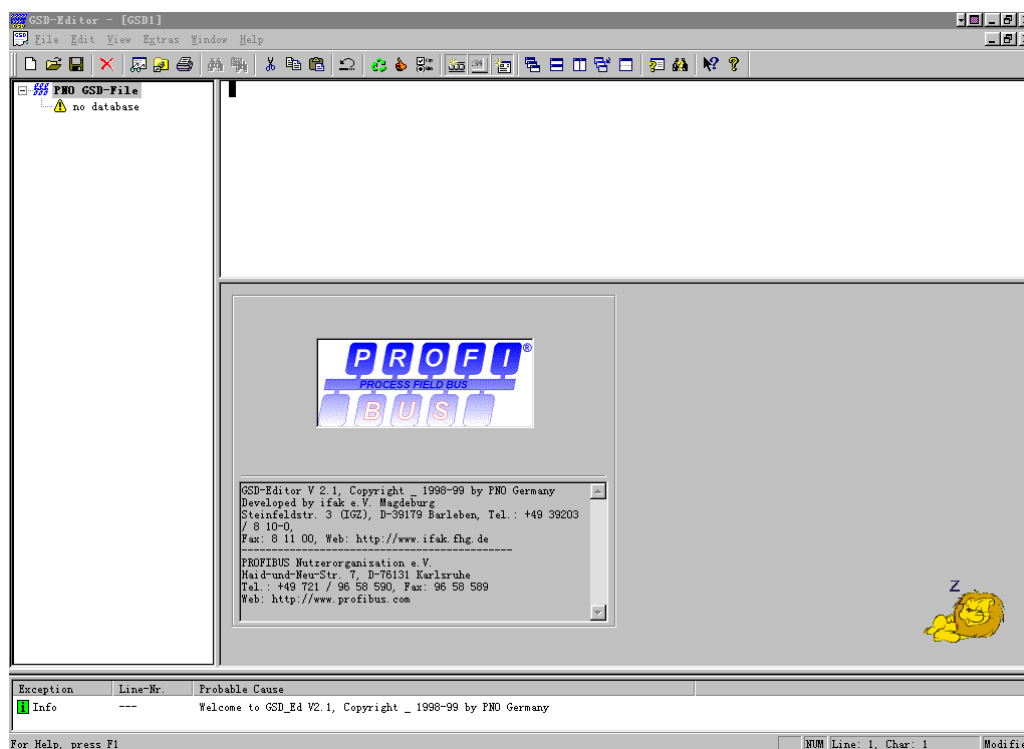 GSD-Editor - [GSD1]
File Edit View Extras Window Help
PNO GSD-File
no database
PROFI®
PROCESS FIELD BUS
BUS
GSD-Editor V 2.1, Copyright _ 1998-99 by PNO Germany
Developed by ifak e.V. Magdeburg
Steinfeldstr. 3 (IGZ), D-39179 Barleben, Tel.: +49 39203
/ 8 10-0,
Fax: 8 11 00, Web: http://www.ifak.fhg.de
------------------------------------------------
PROFIBUS Nutzerorganisation e.V.
Haid-und-Neu-Str. 7, D-76131 Karlsruhe
Tel.: +49 721 / 96 58 590, Fax: 96 58 589
Web: http://www.profibus.com
Z
Exception Line-Nr. Probable Cause
Info --- Welcome to GSD_Ed V2.1, Copyright _ 1998-99 by PNO Germany
For Help, press F1 NUM Line: 1, Char: 1 Modifie